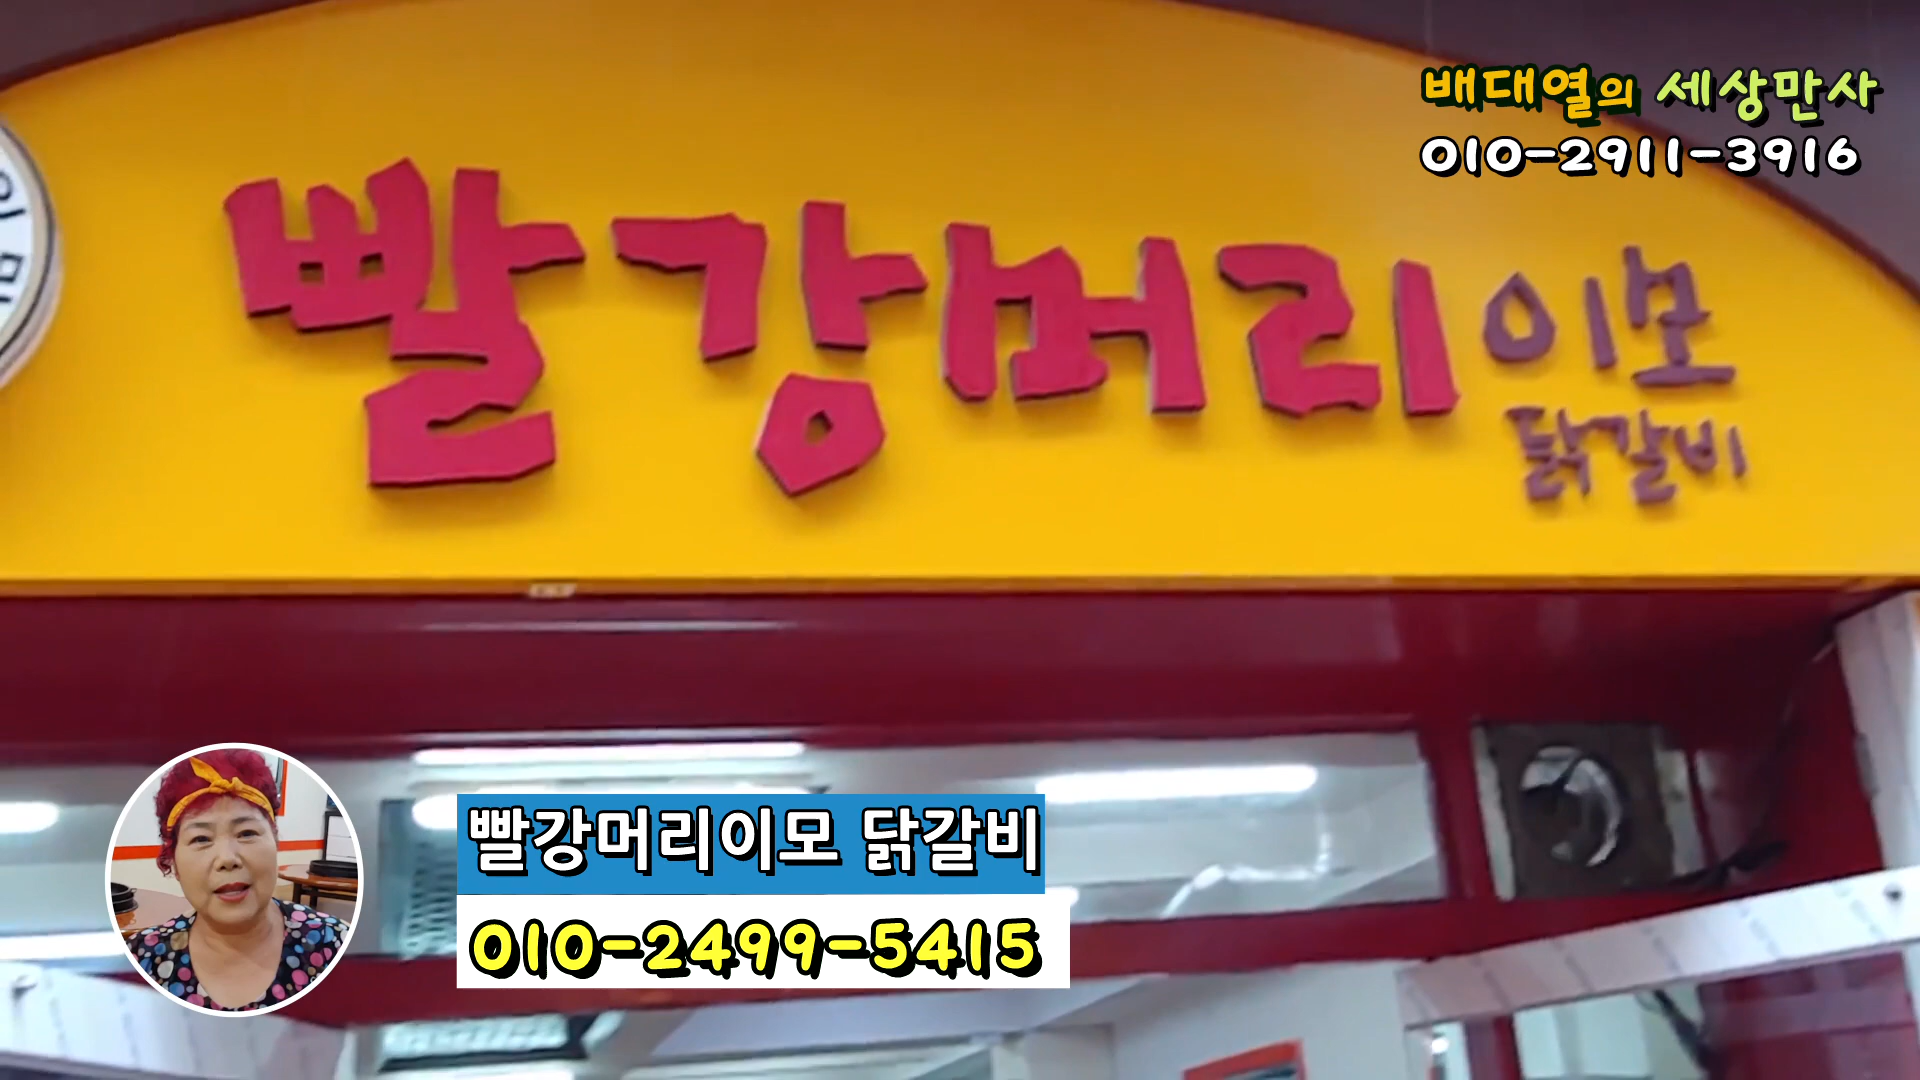 배대열의 세상만사
010-2911-3916
빨강머리이모
닭갈비
빨강머리이모 닭갈비
010-2499-5415